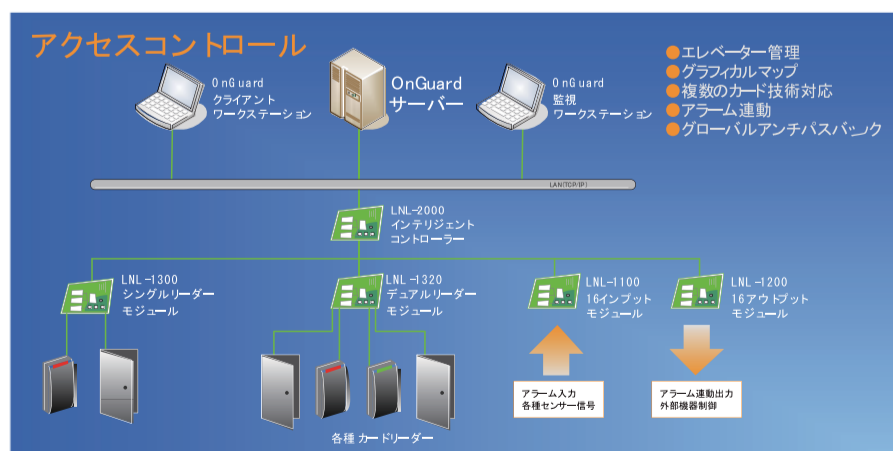 アクセスコントロール
OnGuard
クライアント
ワークステーション
OnGuard
サーバー
OnGuard
監視
ワークステーション
●エレベーター管理
●グラフィカルマップ
●複数のカード技術対応
●アラーム連動
●グローバルアンチパスバック
LAN(TCP/IP)
LNL-2000
インテリジェント
コントローラー
LNL-1300
シングルリーダー
モジュール
LNL-1320
デュアルリーダー
モジュール
LNL-1100
16インプット
モジュール
LNL-1200
16アウトプット
モジュール
アラーム入力
各種センサー信号
アラーム連動出力
外部機器制御
各種カードリーダー